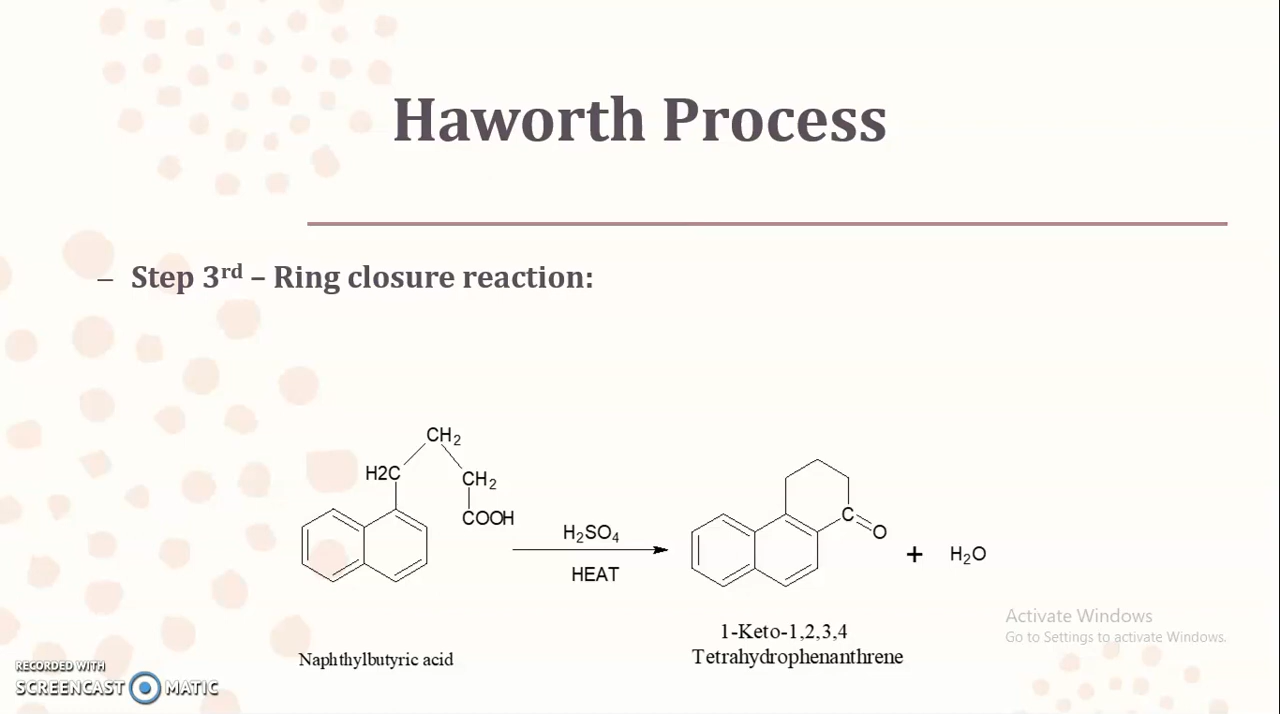 Haworth Process
– Step 3rd – Ring closure reaction:
CH2
H2C
CH2
COOH
H2SO4
HEAT
C
O
+ H2O
1-Keto-1,2,3,4
Tetrahydrophenanthrene
Naphthylbutyric acid
Activate Windows
Go to Settings to activate Windows.
RECORDED WITH
SCREENCAST MATIC